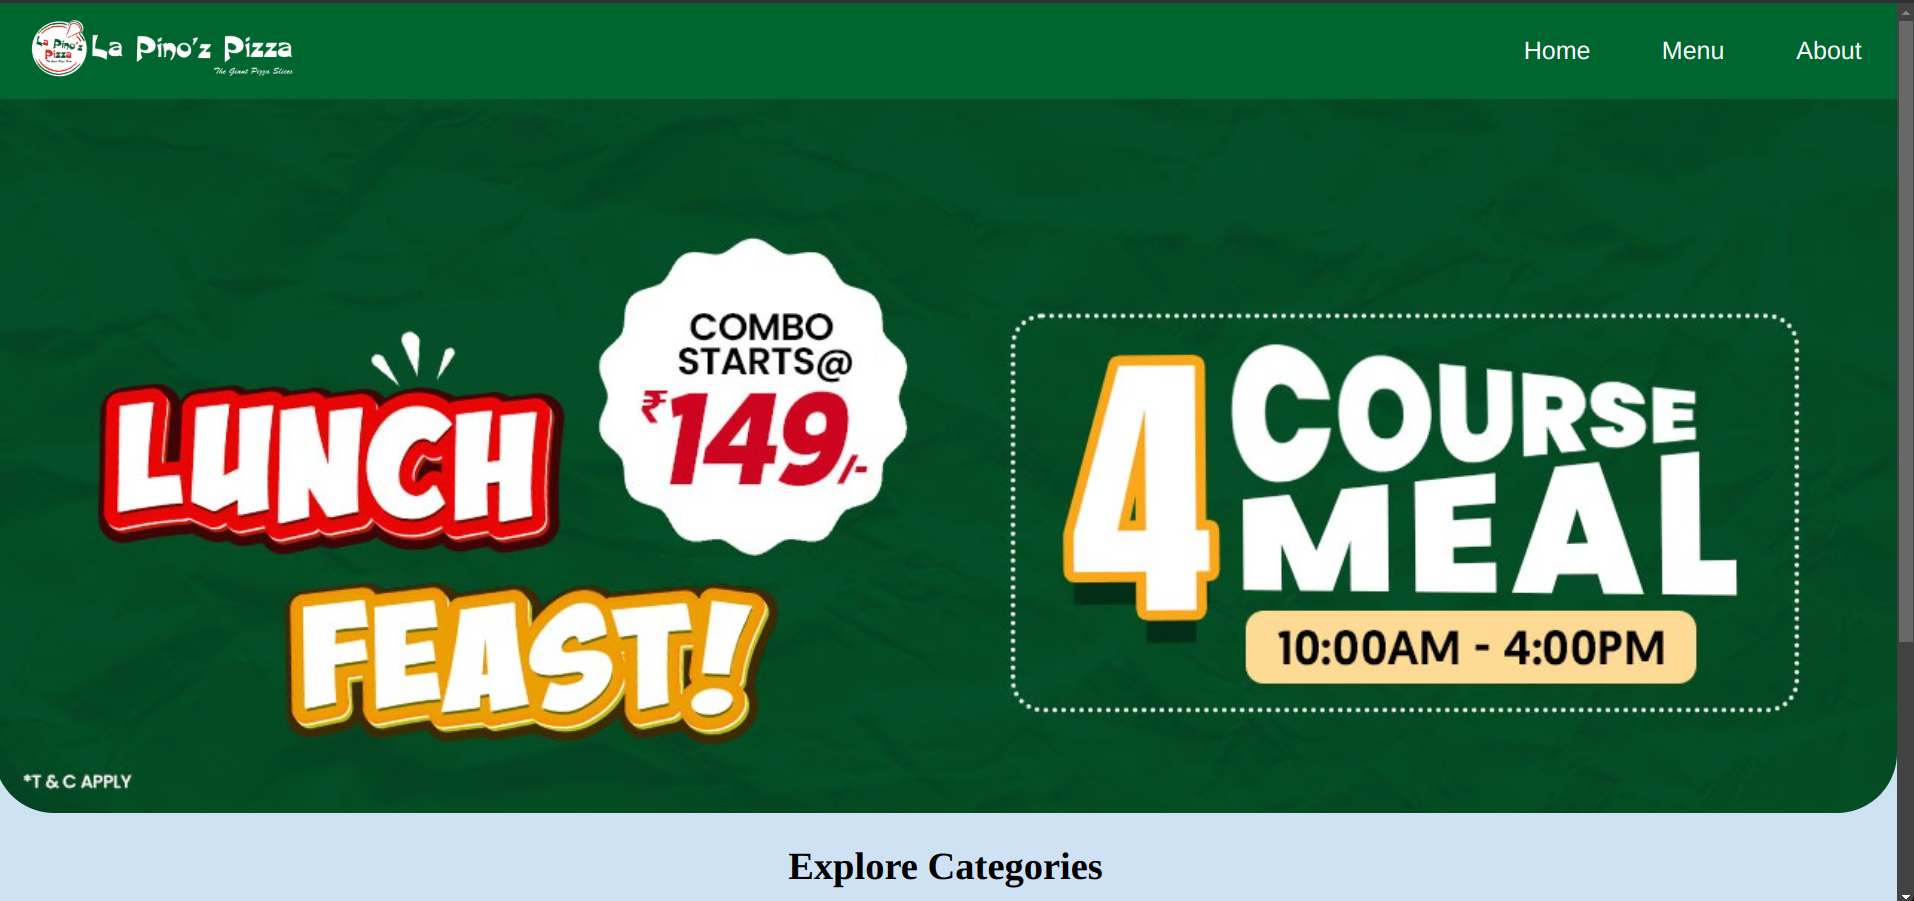 La Pino'z Pizza
La Pino'z Pizza
The Giant Pizza Slices
Home
Menu
About
COMBO
STARTS@
₹149/-
LUNCH
FEAST!
4 COURSE
MEAL
10:00AM - 4:00PM
*T & C APPLY
Explore Categories